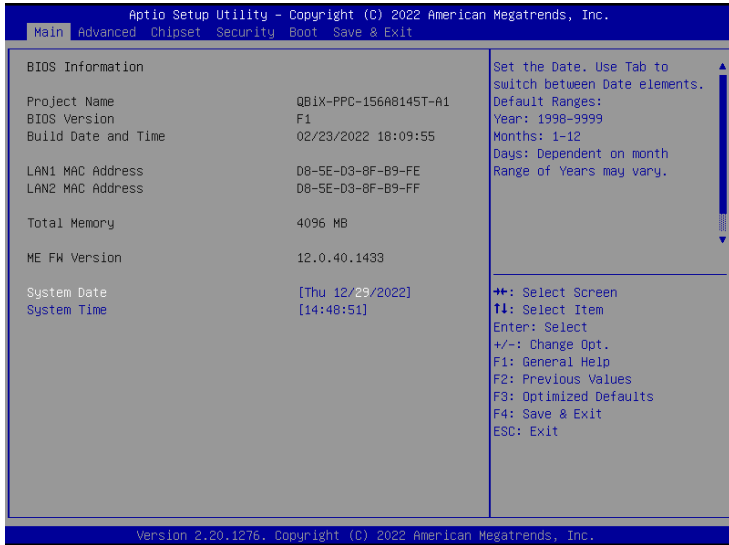 Aptio Setup Utility – Copyright (C) 2022 American Megatrends, Inc.
Main Advanced Chipset Security Boot Save & Exit
BIOS Information
Project Name QBiX-PPC-156A8145T-A1
BIOS Version F1
Build Date and Time 02/23/2022 18:09:55
LAN1 MAC Address D8-5E-D3-8F-B9-FE
LAN2 MAC Address D8-5E-D3-8F-B9-FF
Total Memory 4096 MB
ME FW Version 12.0.40.1433
System Date [Thu 12/29/2022]
System Time [14:48:51]
Set the Date. Use Tab to
switch between Date elements.
Default Ranges:
Year: 1998-9999
Months: 1-12
Days: Dependent on month
Range of Years may vary.
→←: Select Screen
↑↓: Select Item
Enter: Select
+/-: Change Opt.
F1: General Help
F2: Previous Values
F3: Optimized Defaults
F4: Save & Exit
ESC: Exit
Version 2.20.1276. Copyright (C) 2022 American Megatrends, Inc.